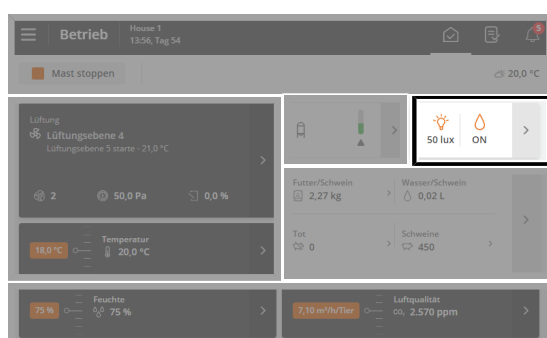 Betrieb
House 1
13:56, Tag 54
5
Mast stoppen
20,0 °C
Lüftung
Lüftungsebene 4
Lüftungsebene 5 starte - 21,0 °C
2
50,0 Pa
0,0 %
50 lux
ON
Futter/Schwein
2,27 kg
Wasser/Schwein
0,02 L
Tot
0
Schweine
450
18,0 °C
Temperatur
20,0 °C
75 %
Feuchte
75 %
7,10 m³/h/Tier
Luftqualität
CO₂ 2.570 ppm